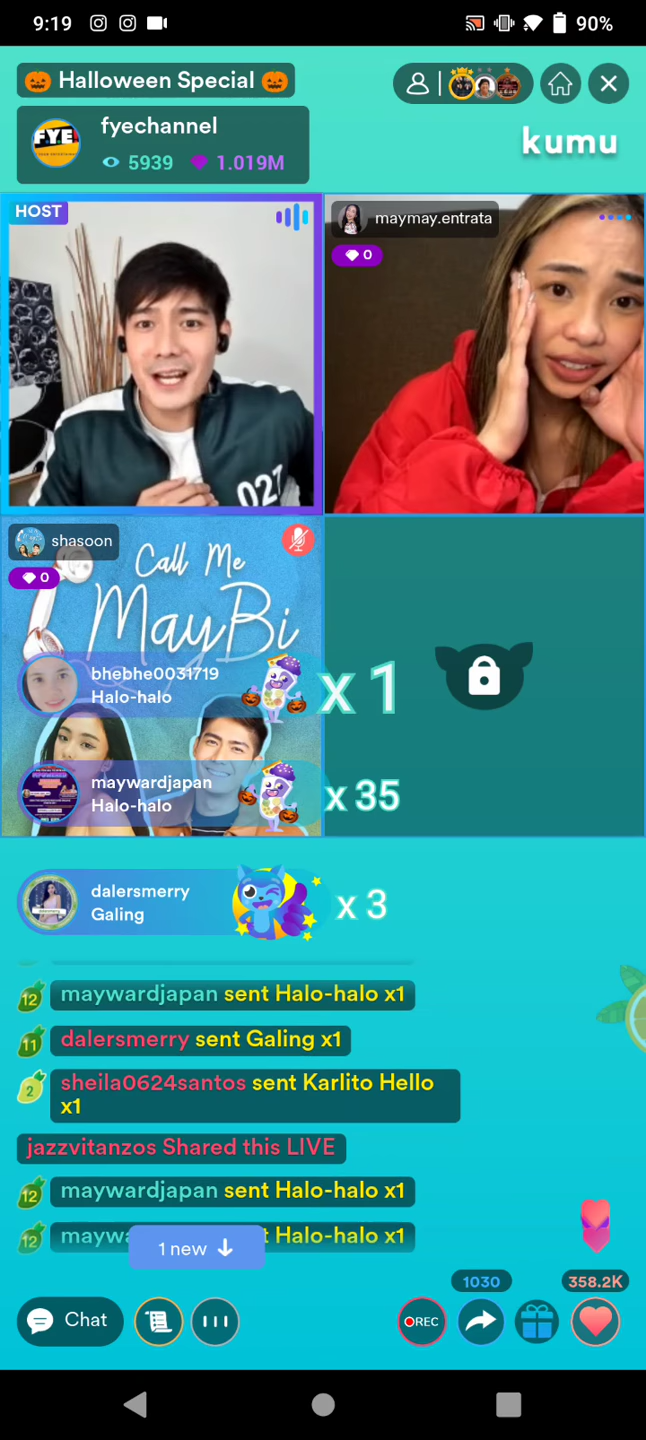 9:19
90%
🎃 Halloween Special 🎃
FYE
fyechannel
5939 1.019M
kumu
HOST
maymay.entrata
0
027
shasoon
0
Call Me
MayBi
bhebhe0031719
Halo-halo
x 1
maywardjapan
Halo-halo
x 35
dalersmerry
Galing
x 3
12 maywardjapan sent Halo-halo x1
11 dalersmerry sent Galing x1
2 sheila0624santos sent Karlito Hello
x1
jazzvitanzos Shared this LIVE
12 maywardjapan sent Halo-halo x1
12 mayw t Halo-halo x1
1 new ↓
1030
358.2K
Chat
REC